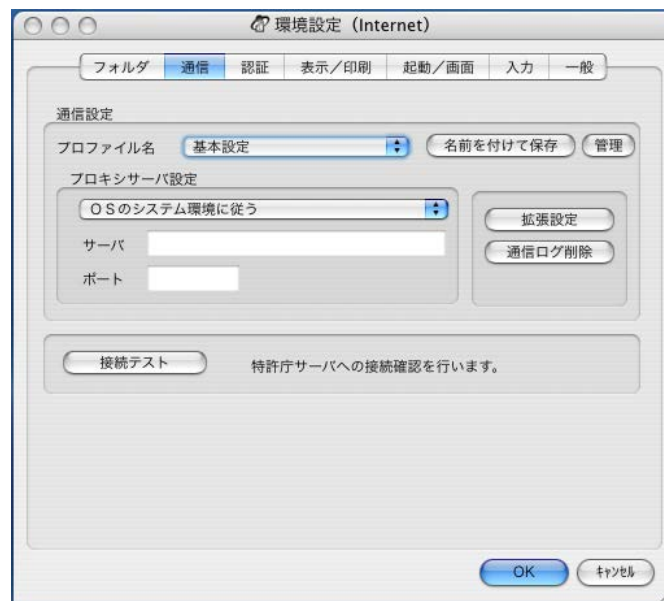 環境設定（Internet）
フォルダ 通信 認証 表示／印刷 起動／画面 入力 一般
通信設定
プロファイル名 基本設定 名前を付けて保存 管理
プロキシサーバ設定
ＯＳのシステム環境に従う
拡張設定
サーバ
通信ログ削除
ポート
接続テスト 特許庁サーバへの接続確認を行います。
OK ｷｬﾝｾﾙ